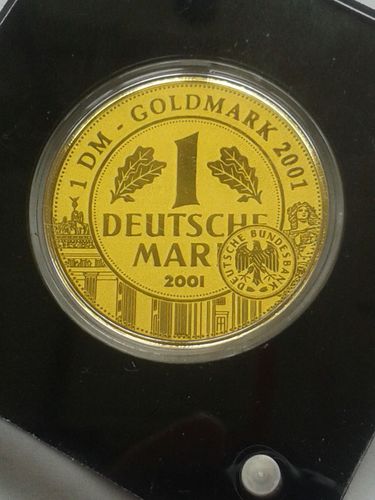 1 DM - GOLDMARK 2001
1
DEUTSCHE
MARK
2001
DEUTSCHE BUNDESBANK